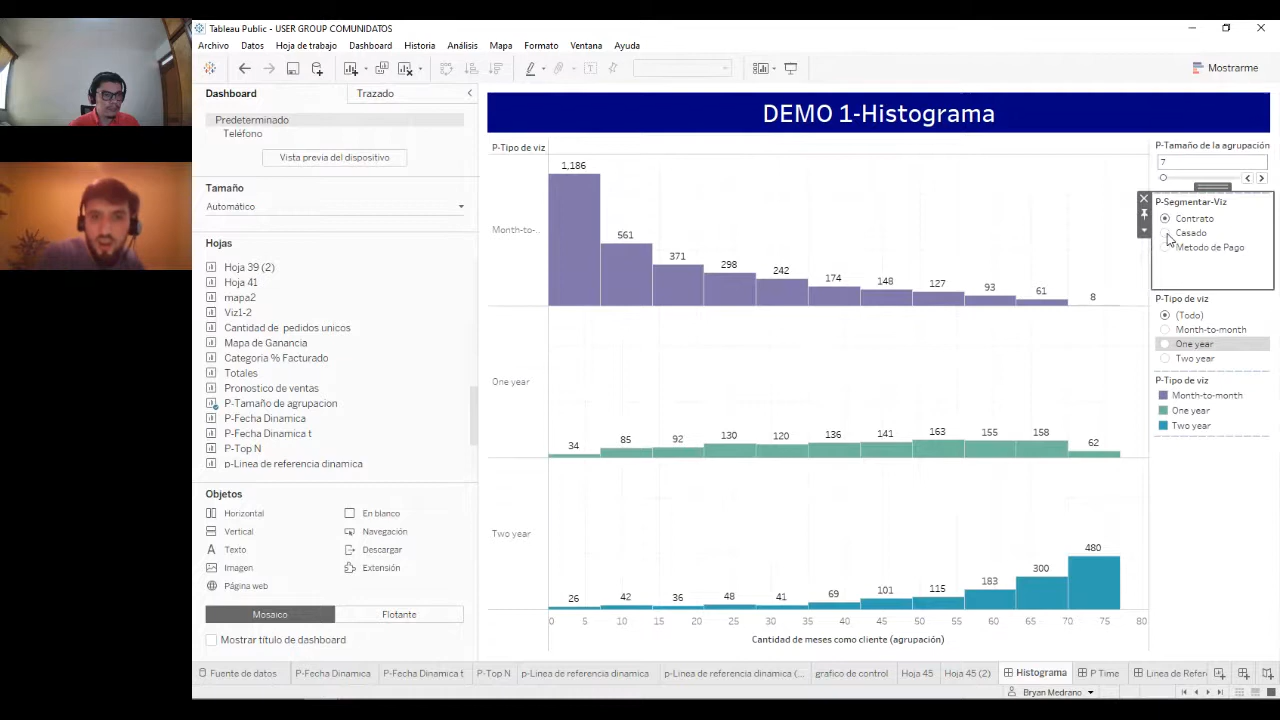 Tableau Public - USER GROUP COMUNIDATOS
Archivo Datos Hoja de trabajo Dashboard Historia Análisis Mapa Formato Ventana Ayuda
Mostrarme
Dashboard Trazado
Predeterminado
Teléfono
Vista previa del dispositivo
Tamaño
Automático
Hojas
Hoja 39 (2)
Hoja 41
mapa2
Viz1-2
Cantidad de pedidos unicos
Mapa de Ganancia
Categoria % Facturado
Totales
Pronostico de ventas
P-Tamaño de agrupacion
P-Fecha Dinamica
P-Fecha Dinamica t
P-Top N
p-Linea de referencia dinamica
Objetos
Horizontal En blanco
Vertical Navegación
Texto Descargar
Imagen Extensión
Página web
Mosaico Flotante
Mostrar título de dashboard
DEMO 1-Histograma
P-Tipo de viz
Month-to-..
1,186 561 371 298 242 174 148 127 93 61 8
One year
34 85 92 130 120 136 141 163 155 158 62
Two year
26 42 36 48 41 69 101 115 183 300 480
0 5 10 15 20 25 30 35 40 45 50 55 60 65 70 75 80
Cantidad de meses como cliente (agrupación)
P-Tamaño de la agrupación
7
P-Segmentar-Viz
Contrato
Casado
Metodo de Pago
P-Tipo de viz
(Todo)
Month-to-month
One year
Two year
P-Tipo de viz
Month-to-month
One year
Two year
Fuente de datos P-Fecha Dinamica P-Fecha Dinamica t P-Top N p-Linea de referencia dinamica p-Linea de referencia dinamica (... grafico de control Hoja 45 Hoja 45 (2) Histograma P Time Linea de Refer
Bryan Medrano